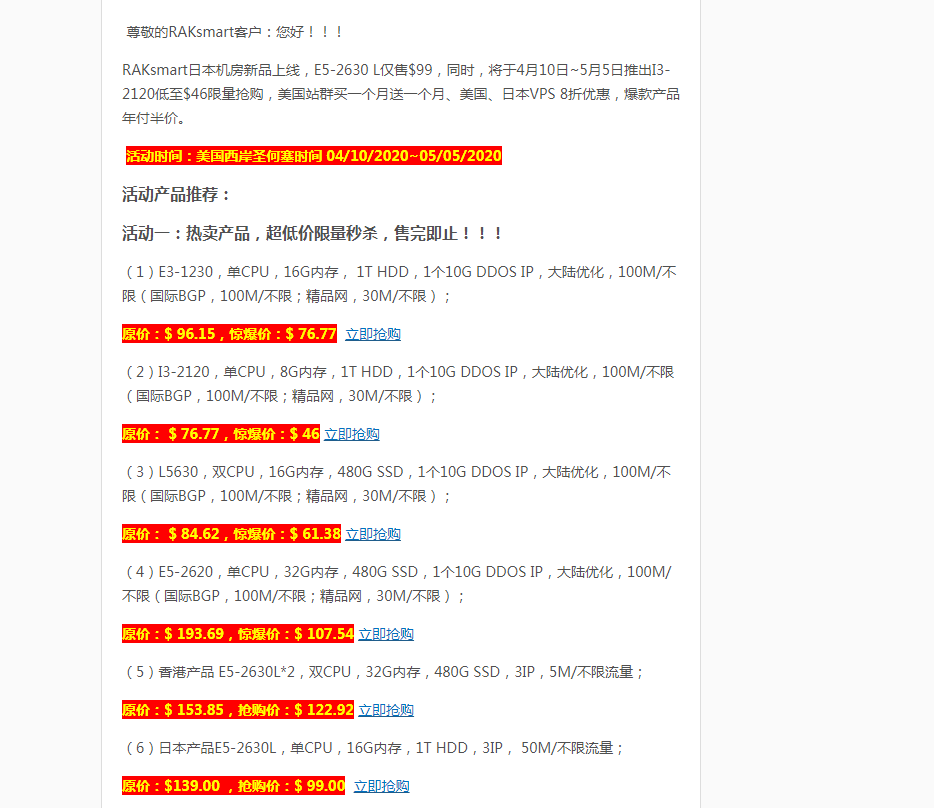 尊敬的RAKsmart客户：您好！！！
RAKsmart日本机房新品上线，E5-2630 L仅售$99，同时，将于4月10日~5月5日推出I3-
2120低至$46限量抢购，美国站群买一个月送一个月、美国、日本VPS 8折优惠，爆款产品
年付半价。
活动时间：美国西岸圣何塞时间 04/10/2020~05/05/2020
活动产品推荐：
活动一：热卖产品，超低价限量秒杀，售完即止！！！
（1）E3-1230，单CPU，16G内存， 1T HDD，1个10G DDOS IP，大陆优化，100M/不
限（国际BGP，100M/不限；精品网，30M/不限）；
原价：$ 96.15，惊爆价：$ 76.77 立即抢购
（2）I3-2120，单CPU，8G内存，1T HDD，1个10G DDOS IP，大陆优化，100M/不限
（国际BGP，100M/不限；精品网，30M/不限）；
原价： $ 76.77，惊爆价：$ 46 立即抢购
（3）L5630，双CPU，16G内存，480G SSD，1个10G DDOS IP，大陆优化，100M/不
限（国际BGP，100M/不限；精品网，30M/不限）；
原价： $ 84.62，惊爆价：$ 61.38 立即抢购
（4）E5-2620，单CPU，32G内存，480G SSD，1个10G DDOS IP，大陆优化，100M/
不限（国际BGP，100M/不限；精品网，30M/不限）；
原价：$ 193.69，惊爆价：$ 107.54 立即抢购
（5）香港产品 E5-2630L*2，双CPU，32G内存，480G SSD，3IP，5M/不限流量；
原价：$ 153.85，抢购价：$ 122.92 立即抢购
（6）日本产品E5-2630L，单CPU，16G内存，1T HDD，3IP， 50M/不限流量；
原价：$139.00 ，抢购价：$ 99.00 立即抢购